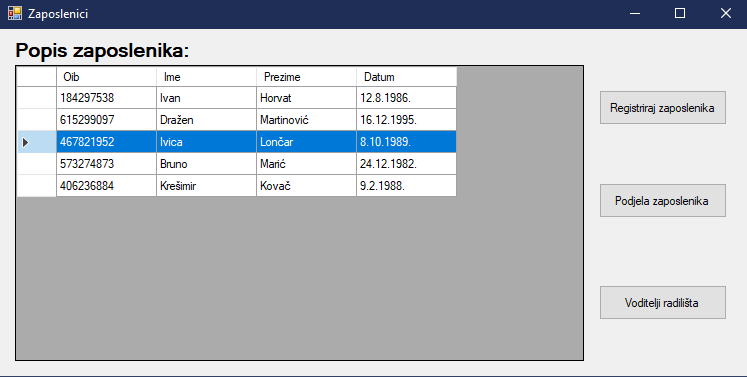 Zaposlenici
Popis zaposlenika:
Oib Ime Prezime Datum
184297538 Ivan Horvat 12.8.1986.
615299097 Dražen Martinović 16.12.1995.
467821952 Ivica Lončar 8.10.1989.
573274873 Bruno Marić 24.12.1982.
406236884 Krešimir Kovač 9.2.1988.
Registriraj zaposlenika
Podjela zaposlenika
Voditelji radilišta